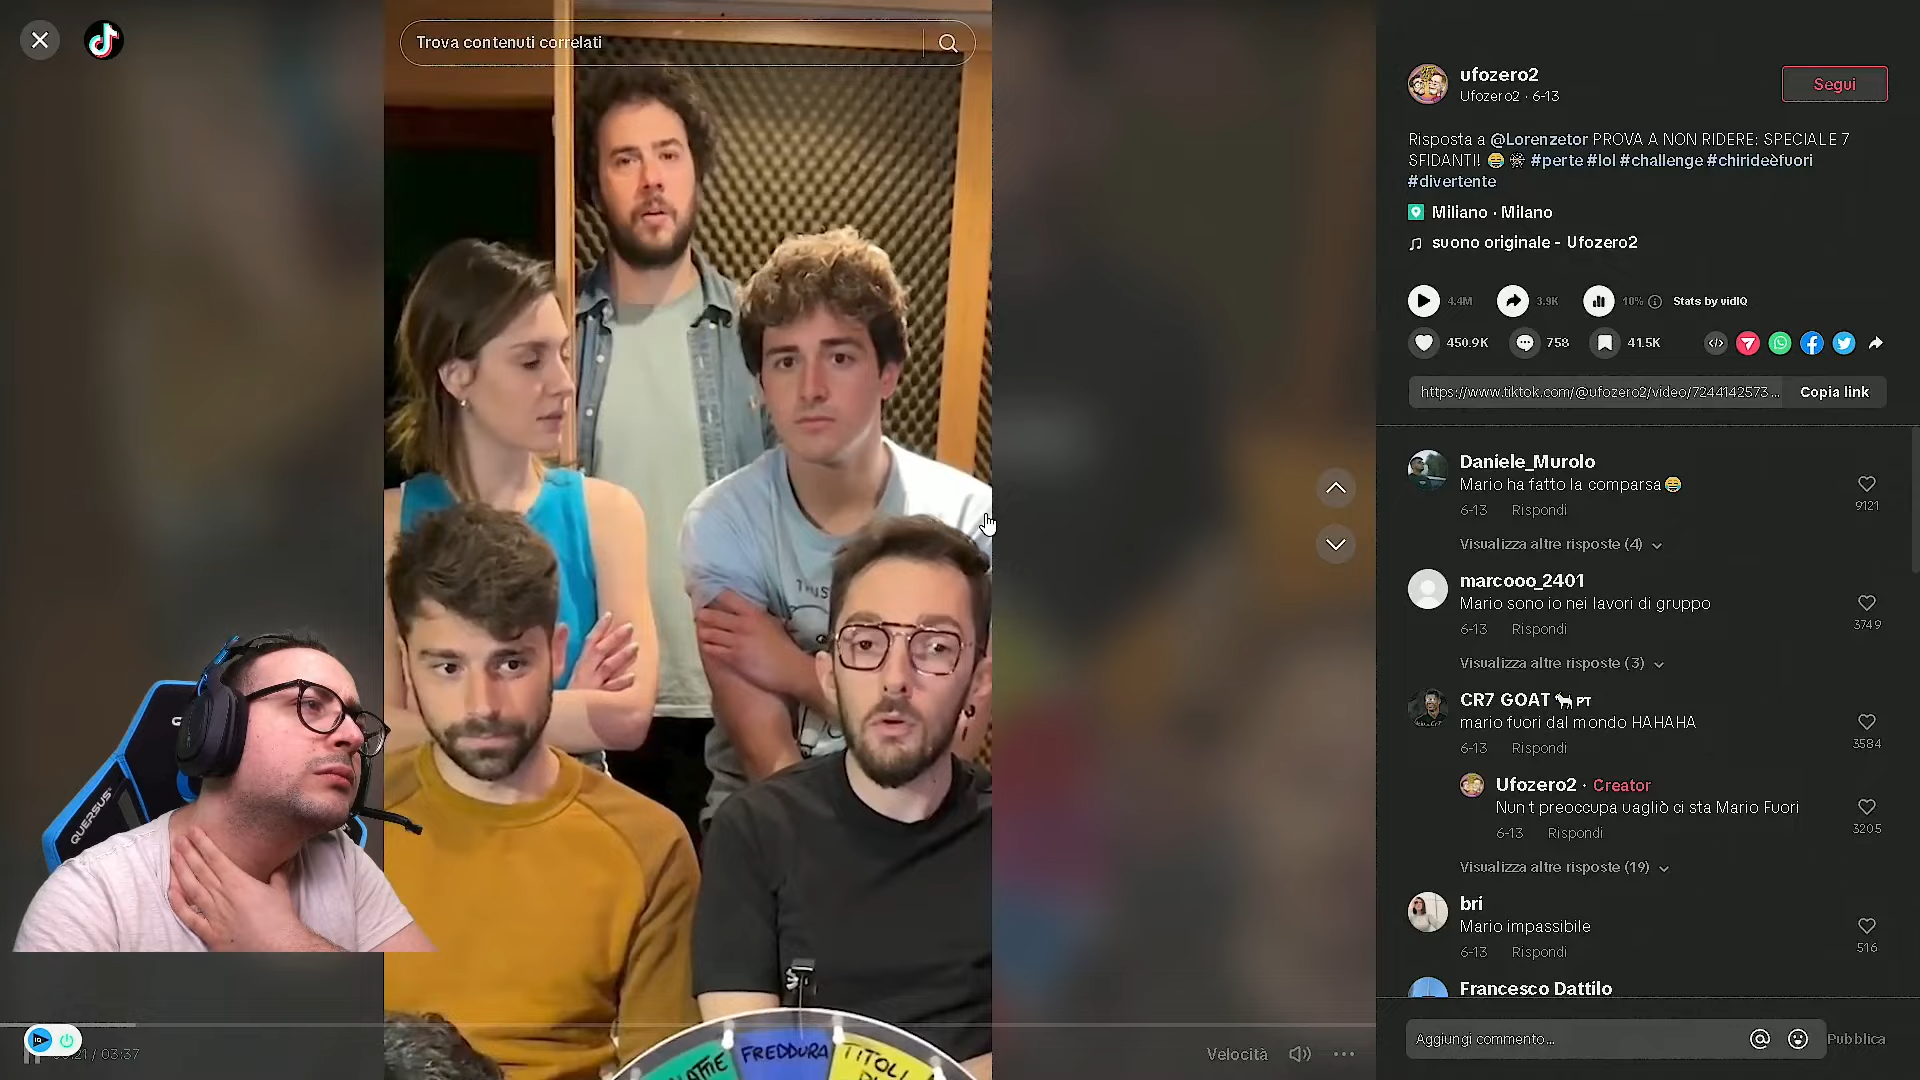 Trova contenuti correlati
ufozero2
Ufozero2 · 6-13
Segui
Risposta a @Lorenzetor PROVA A NON RIDERE: SPECIALE 7
SFIDANTI! 😂 🕷 #perte #lol #challenge #chirideèfuori
#divertente
Miliano · Milano
suono originale - Ufozero2
4.4M
3.9K
10%
Stats by vidIQ
450.9K
758
41.5K
https://www.tiktok.com/@ufozero2/video/7244142573...
Copia link
Daniele_Murolo
Mario ha fatto la comparsa😂
6-13 Rispondi
9121
Visualizza altre risposte (4)
marcooo_2401
Mario sono io nei lavori di gruppo
6-13 Rispondi
3749
Visualizza altre risposte (3)
CR7 GOAT 🐐 PT
mario fuori dal mondo HAHAHA
6-13 Rispondi
3584
Ufozero2 · Creator
Nun t preoccupa uagliò ci sta Mario Fuori
6-13 Rispondi
3205
Visualizza altre risposte (19)
bri
Mario impassibile
6-13 Rispondi
516
Francesco Dattilo
Aggiungi commento...
Pubblica
QUERSUS
FREDDURA
TITOLI
/ 03:37
Velocità